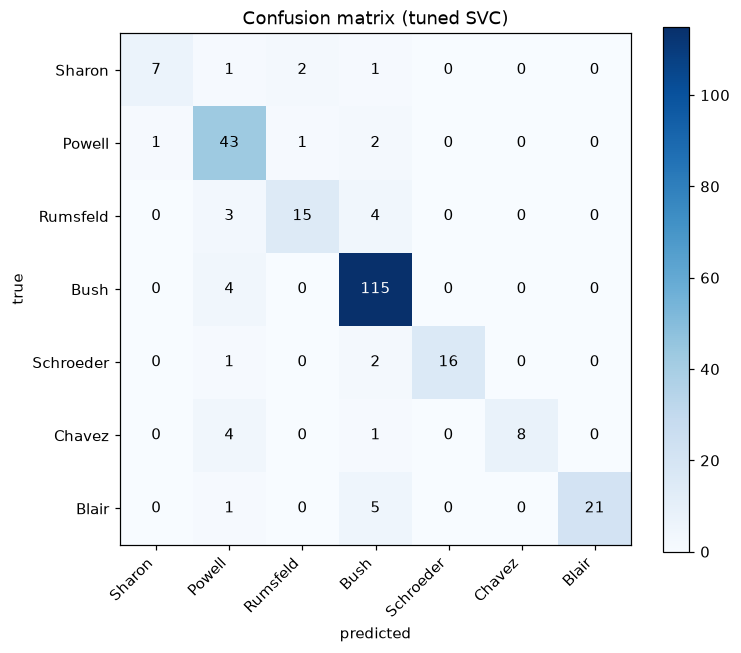 Confusion matrix (tuned SVC)
Sharon 7 1 2 1 0 0 0
Powell 1 43 1 2 0 0 0
Rumsfeld 0 3 15 4 0 0 0
Bush 0 4 0 115 0 0 0
Schroeder 0 1 0 2 16 0 0
Chavez 0 4 0 1 0 8 0
Blair 0 1 0 5 0 0 21
true
Sharon Powell Rumsfeld Bush Schroeder Chavez Blair
predicted
100
80
60
40
20
0